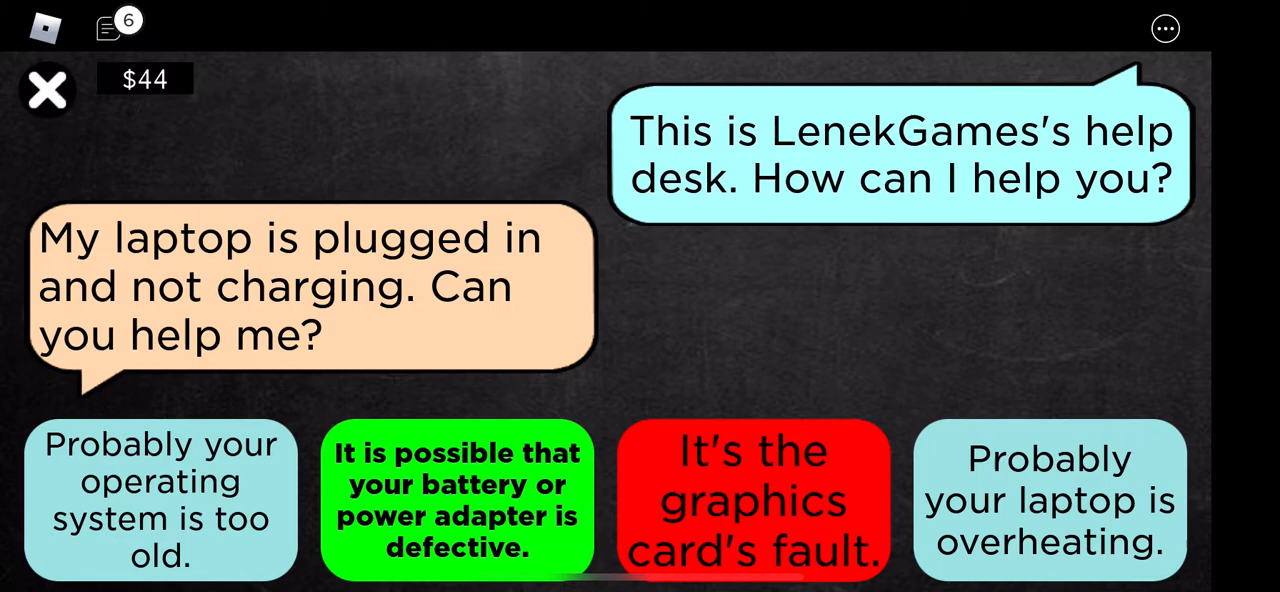 6
$44
This is LenekGames's help
desk. How can I help you?
My laptop is plugged in
and not charging. Can
you help me?
Probably your
operating
system is too
old.
It is possible that
your battery or
power adapter is
defective.
It's the
graphics
card's fault.
Probably
your laptop is
overheating.